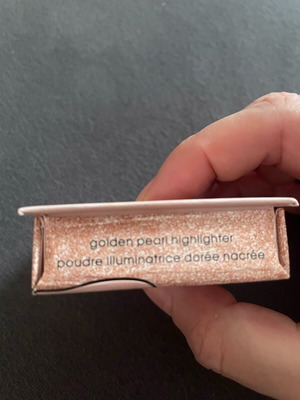 golden pearl highlighter
poudre illuminatrice dorée nacrée